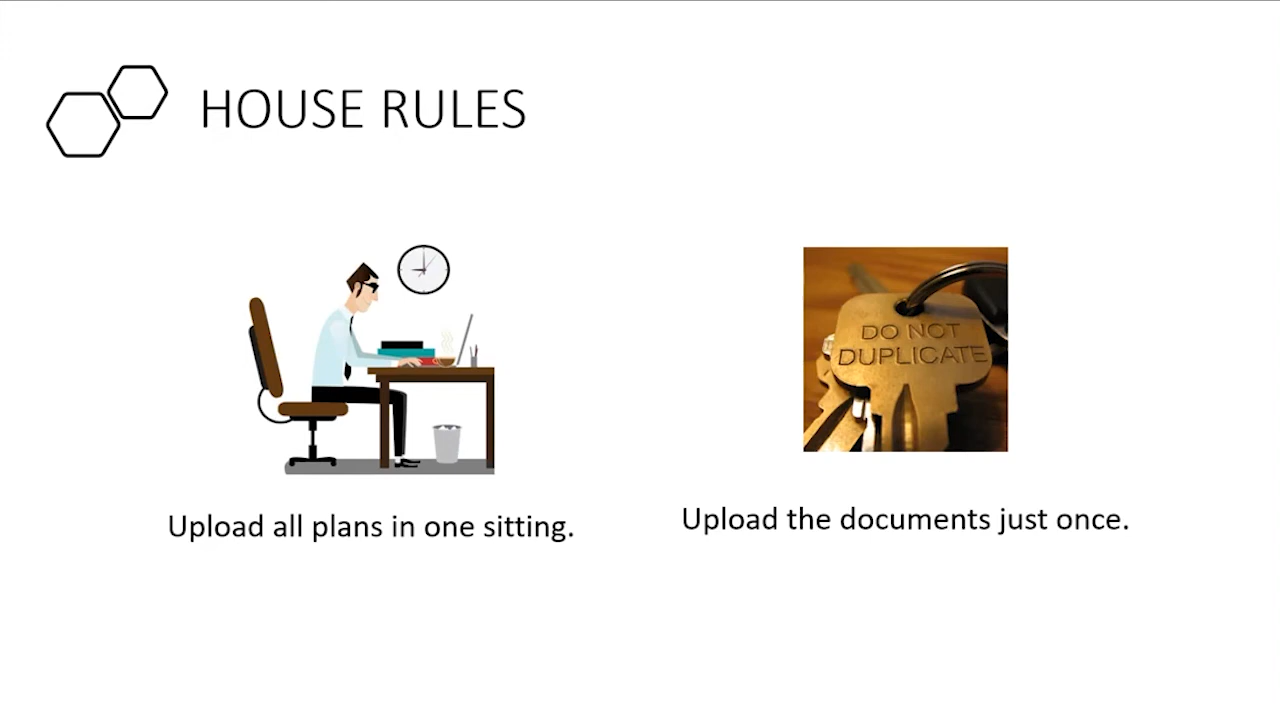 HOUSE RULES
DO NOT
DUPLICATE
Upload all plans in one sitting.
Upload the documents just once.